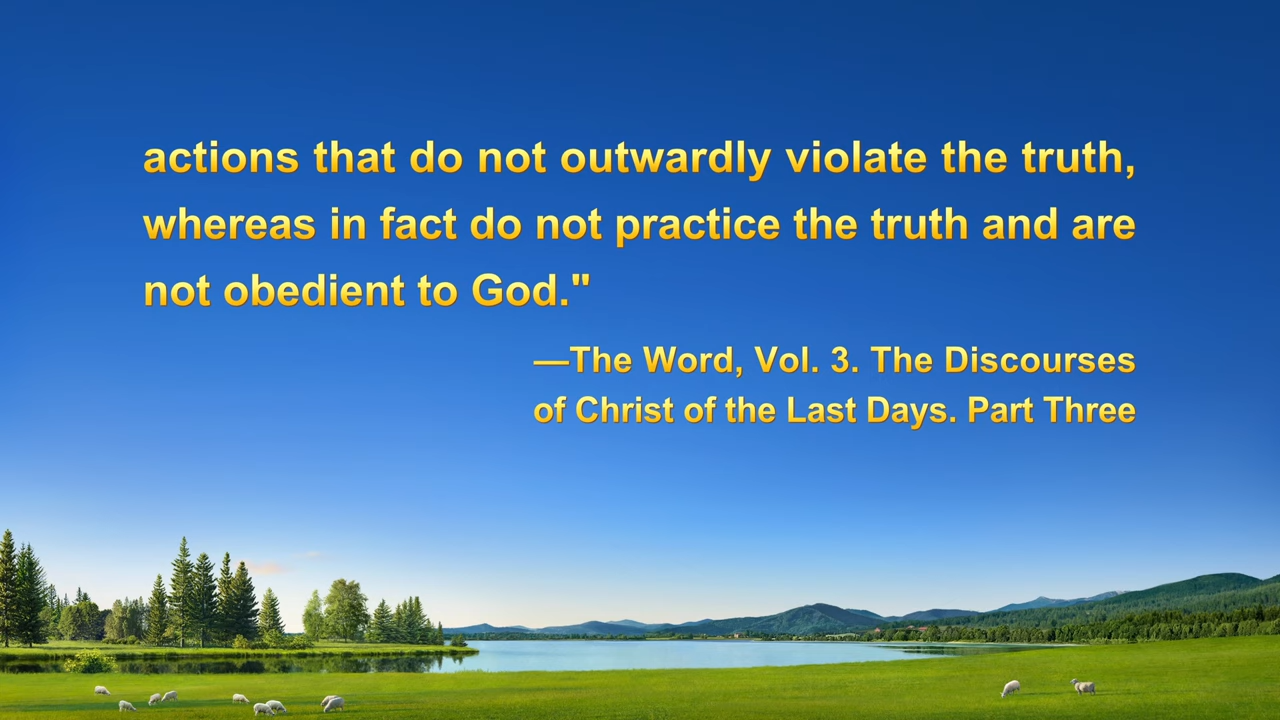 actions that do not outwardly violate the truth,
whereas in fact do not practice the truth and are
not obedient to God."
—The Word, Vol. 3. The Discourses
of Christ of the Last Days. Part Three